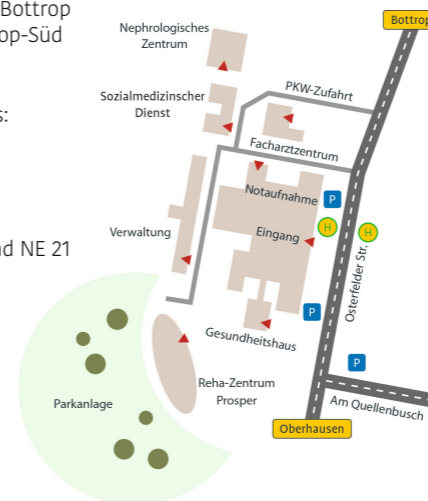 Bottrop
op-Süd
s:
nd NE 21
Bottrop
Nephrologisches
Zentrum
PKW-Zufahrt
Sozialmedizinscher
Dienst
Facharztzentrum
Notaufnahme
P
H
H
Eingang
Verwaltung
Osterfelder Str.
P
Gesundheitshaus
P
Reha-Zentrum
Prosper
Parkanlage
Am Quellenbusch
Oberhausen